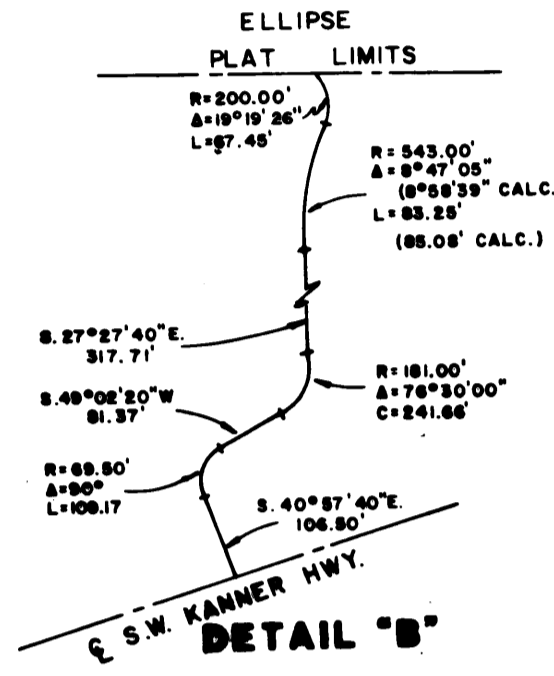 ELLIPSE
PLAT LIMITS
R=200.00'
Δ=19°19'26"
L=67.45'
R=543.00'
Δ=8°47'05"
(8°58'39" CALC.
L=83.25'
(85.08' CALC.)
S.27°27'40"E.
317.71'
S.49°02'20"W
81.37'
R=181.00'
Δ=76°30'00"
C=241.66'
R=69.50'
Δ=90°
L=109.17
S.40°57'40"E.
106.50'
℄ S.W. KANNER HWY.
DETAIL "B"